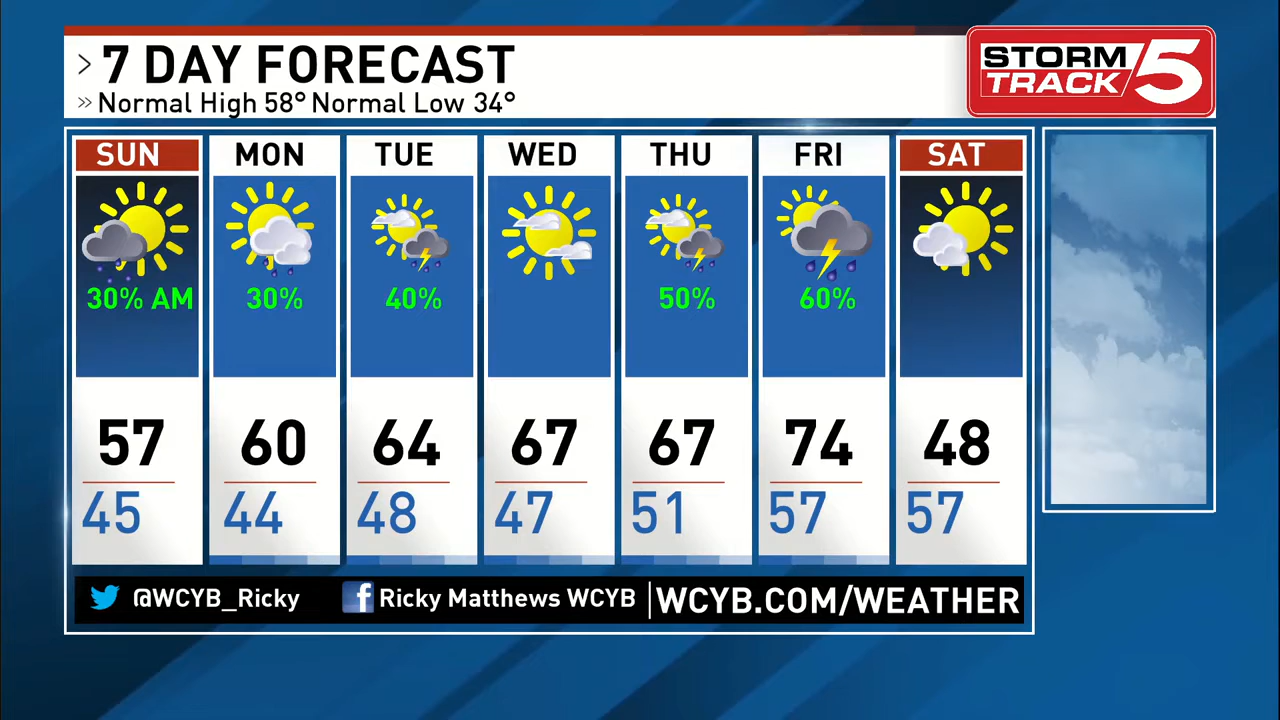 > 7 DAY FORECAST
» Normal High 58° Normal Low 34°
STORM
TRACK 5
SUN MON TUE WED THU FRI SAT
30% AM 30% 40% 50% 60%
57 60 64 67 67 74 48
45 44 48 47 51 57 57
@WCYB_Ricky f Ricky Matthews WCYB WCYB.COM/WEATHER